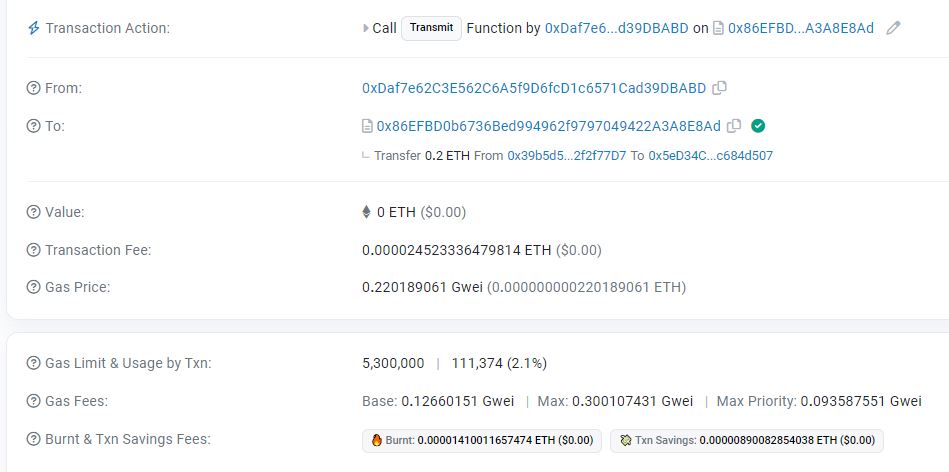 Transaction Action: Call Transmit Function by 0xDaf7e6...d39DBABD on 0x86EFBD...A3A8E8Ad
From: 0xDaf7e62C3E562C6A5f9D6fcD1c6571Cad39DBABD
To: 0x86EFBD0b6736Bed994962f9797049422A3A8E8Ad
Transfer 0.2 ETH From 0x39b5d5...2f2f77D7 To 0x5eD34C...c684d507
Value: 0 ETH ($0.00)
Transaction Fee: 0.000024523336479814 ETH ($0.00)
Gas Price: 0.220189061 Gwei (0.000000000220189061 ETH)
Gas Limit & Usage by Txn: 5,300,000 | 111,374 (2.1%)
Gas Fees: Base: 0.12660151 Gwei | Max: 0.300107431 Gwei | Max Priority: 0.093587551 Gwei
Burnt & Txn Savings Fees: Burnt: 0.00001410011657474 ETH ($0.00) Txn Savings: 0.00000890082854038 ETH ($0.00)